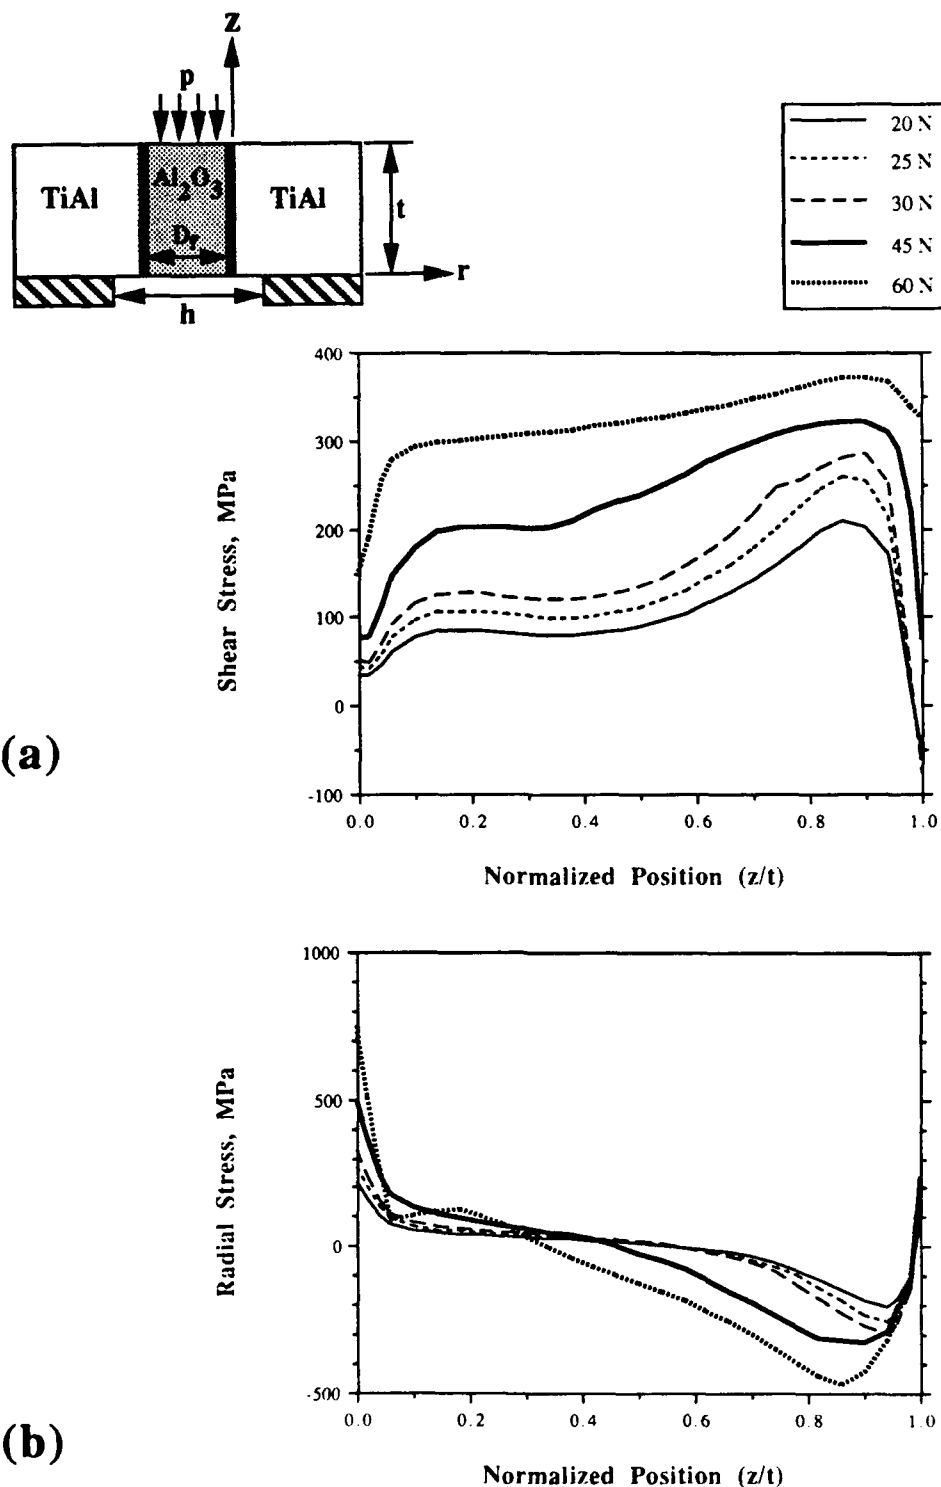 z
p
TiAl
Al2O3
TiAl
t
Dr
r
h
20 N
25 N
30 N
45 N
60 N
400
300
200
100
0
-100
Shear Stress, MPa
(a)
0.0 0.2 0.4 0.6 0.8 1.0
Normalized Position (z/t)
1000
500
0
-500
Radial Stress, MPa
(b)
0.0 0.2 0.4 0.6 0.8 1.0
Normalized Position (z/t)